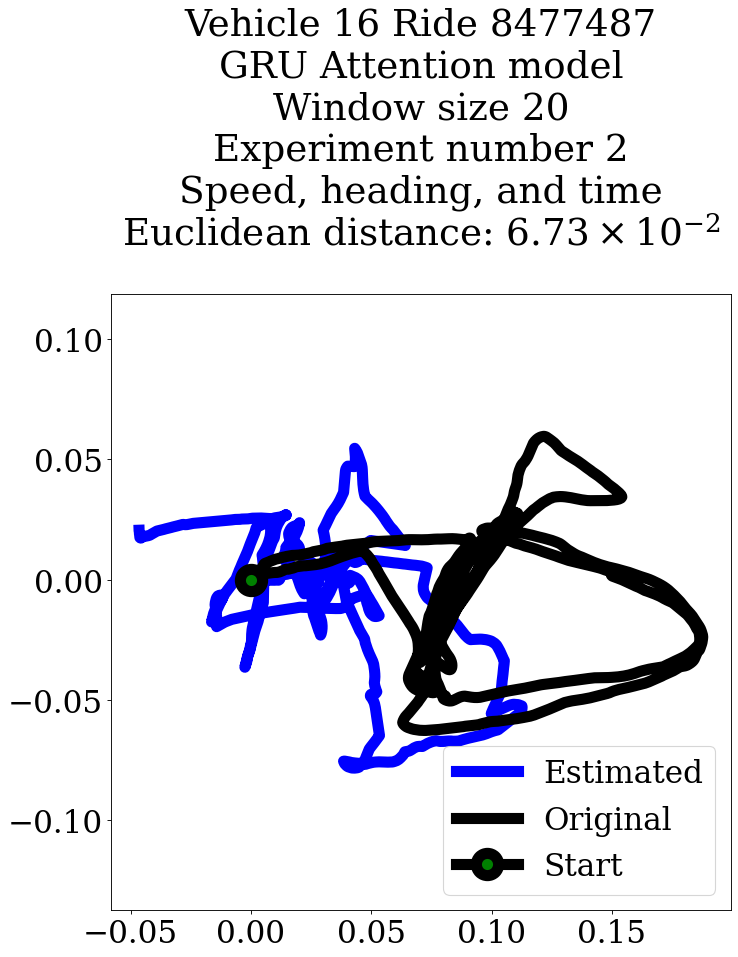 Vehicle 16 Ride 8477487
GRU Attention model
Window size 20
Experiment number 2
Speed, heading, and time
Euclidean distance: 6.73 × 10⁻²
0.10
0.05
0.00
−0.05
−0.10
Estimated
Original
Start
−0.05 0.00 0.05 0.10 0.15